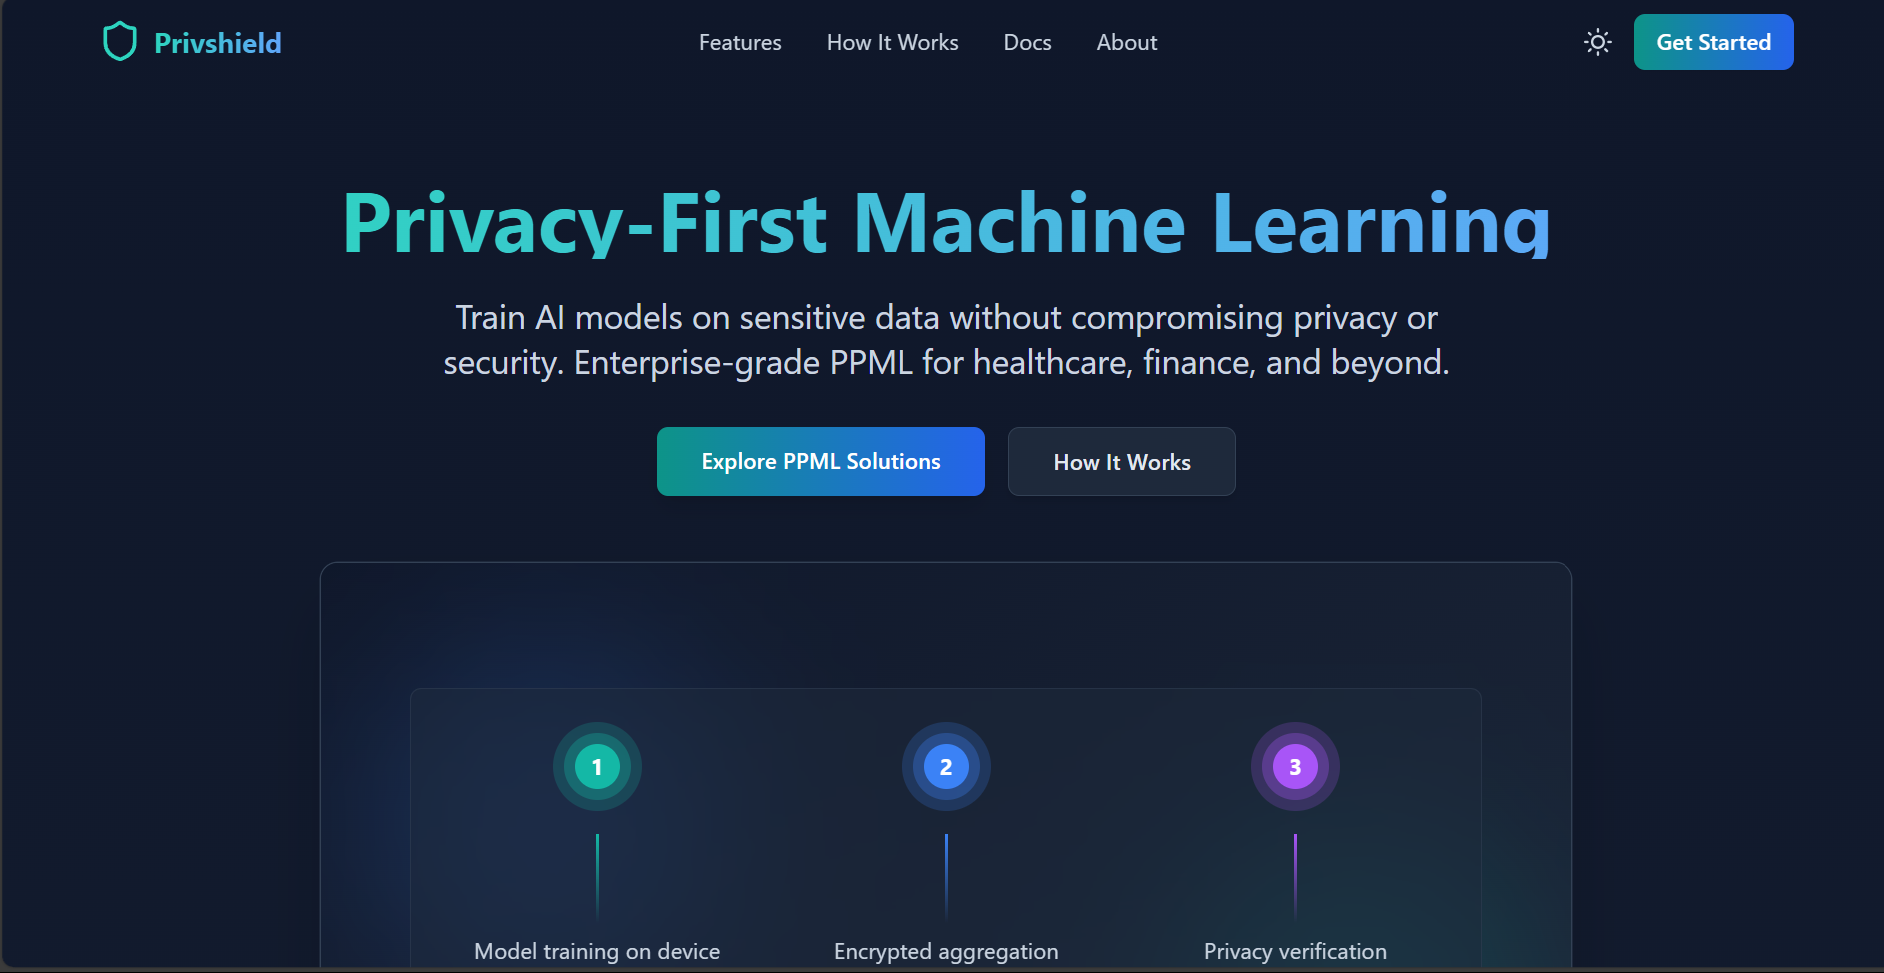 Privshield
Features
How It Works
Docs
About
Get Started
Privacy-First Machine Learning
Train AI models on sensitive data without compromising privacy or
security. Enterprise-grade PPML for healthcare, finance, and beyond.
Explore PPML Solutions
How It Works
1
2
3
Model training on device
Encrypted aggregation
Privacy verification